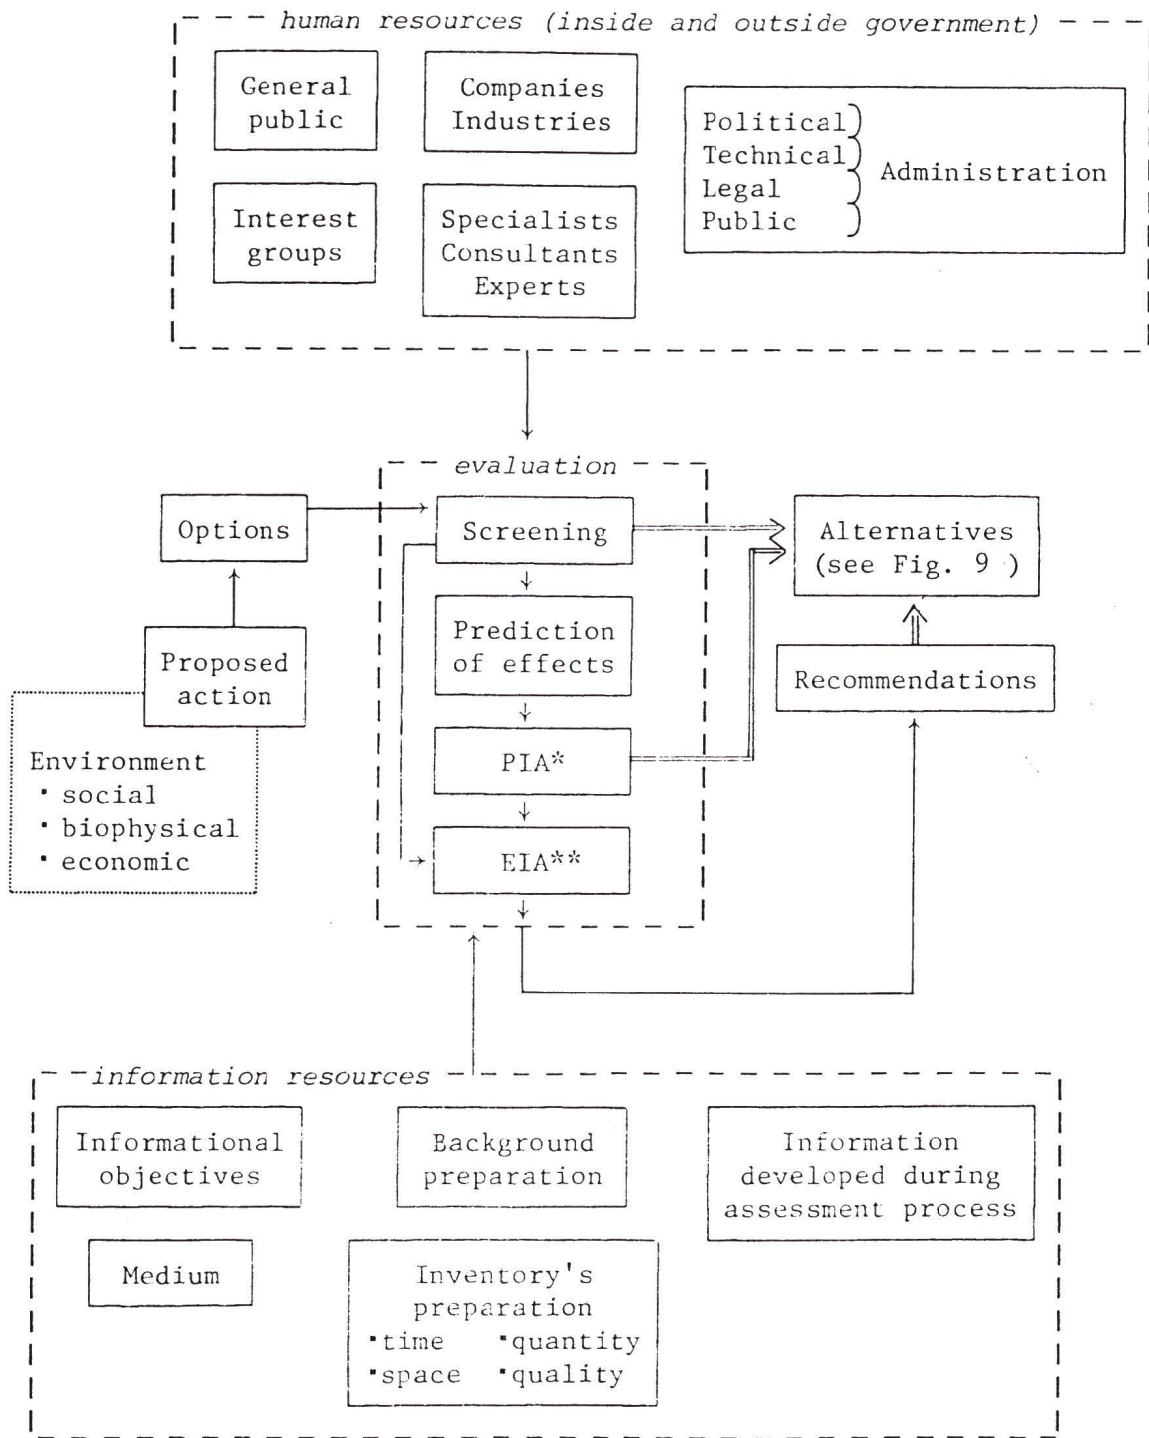 human resources (inside and outside government)
General
public
Companies
Industries
Political
Technical
Legal
Public
Administration
Interest
groups
Specialists
Consultants
Experts
evaluation
Options
Screening
Alternatives
(see Fig. 9 )
Proposed
action
Prediction
of effects
Recommendations
Environment
▪ social
▪ biophysical
▪ economic
PIA*
EIA**
information resources
Informational
objectives
Background
preparation
Information
developed during
assessment process
Medium
Inventory's
preparation
▪time ▪quantity
▪space ▪quality